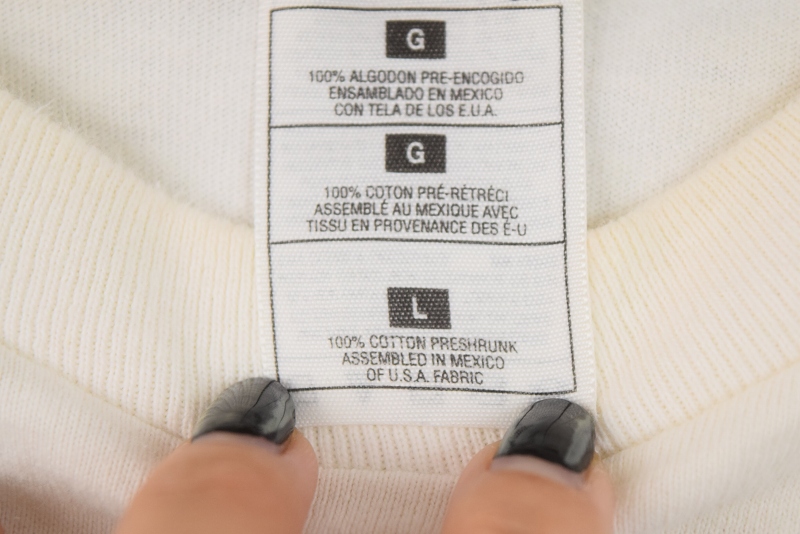 G
100% ALGODON PRE-ENCOGIDO
ENSAMBLADO EN MEXICO
CON TELA DE LOS E.U.A.
G
100% COTON PRÉ-RÉTRÉCI
ASSEMBLÉ AU MEXIQUE AVEC
TISSU EN PROVENANCE DES É-U
L
100% COTTON PRESHRUNK
ASSEMBLED IN MEXICO
OF U.S.A. FABRIC